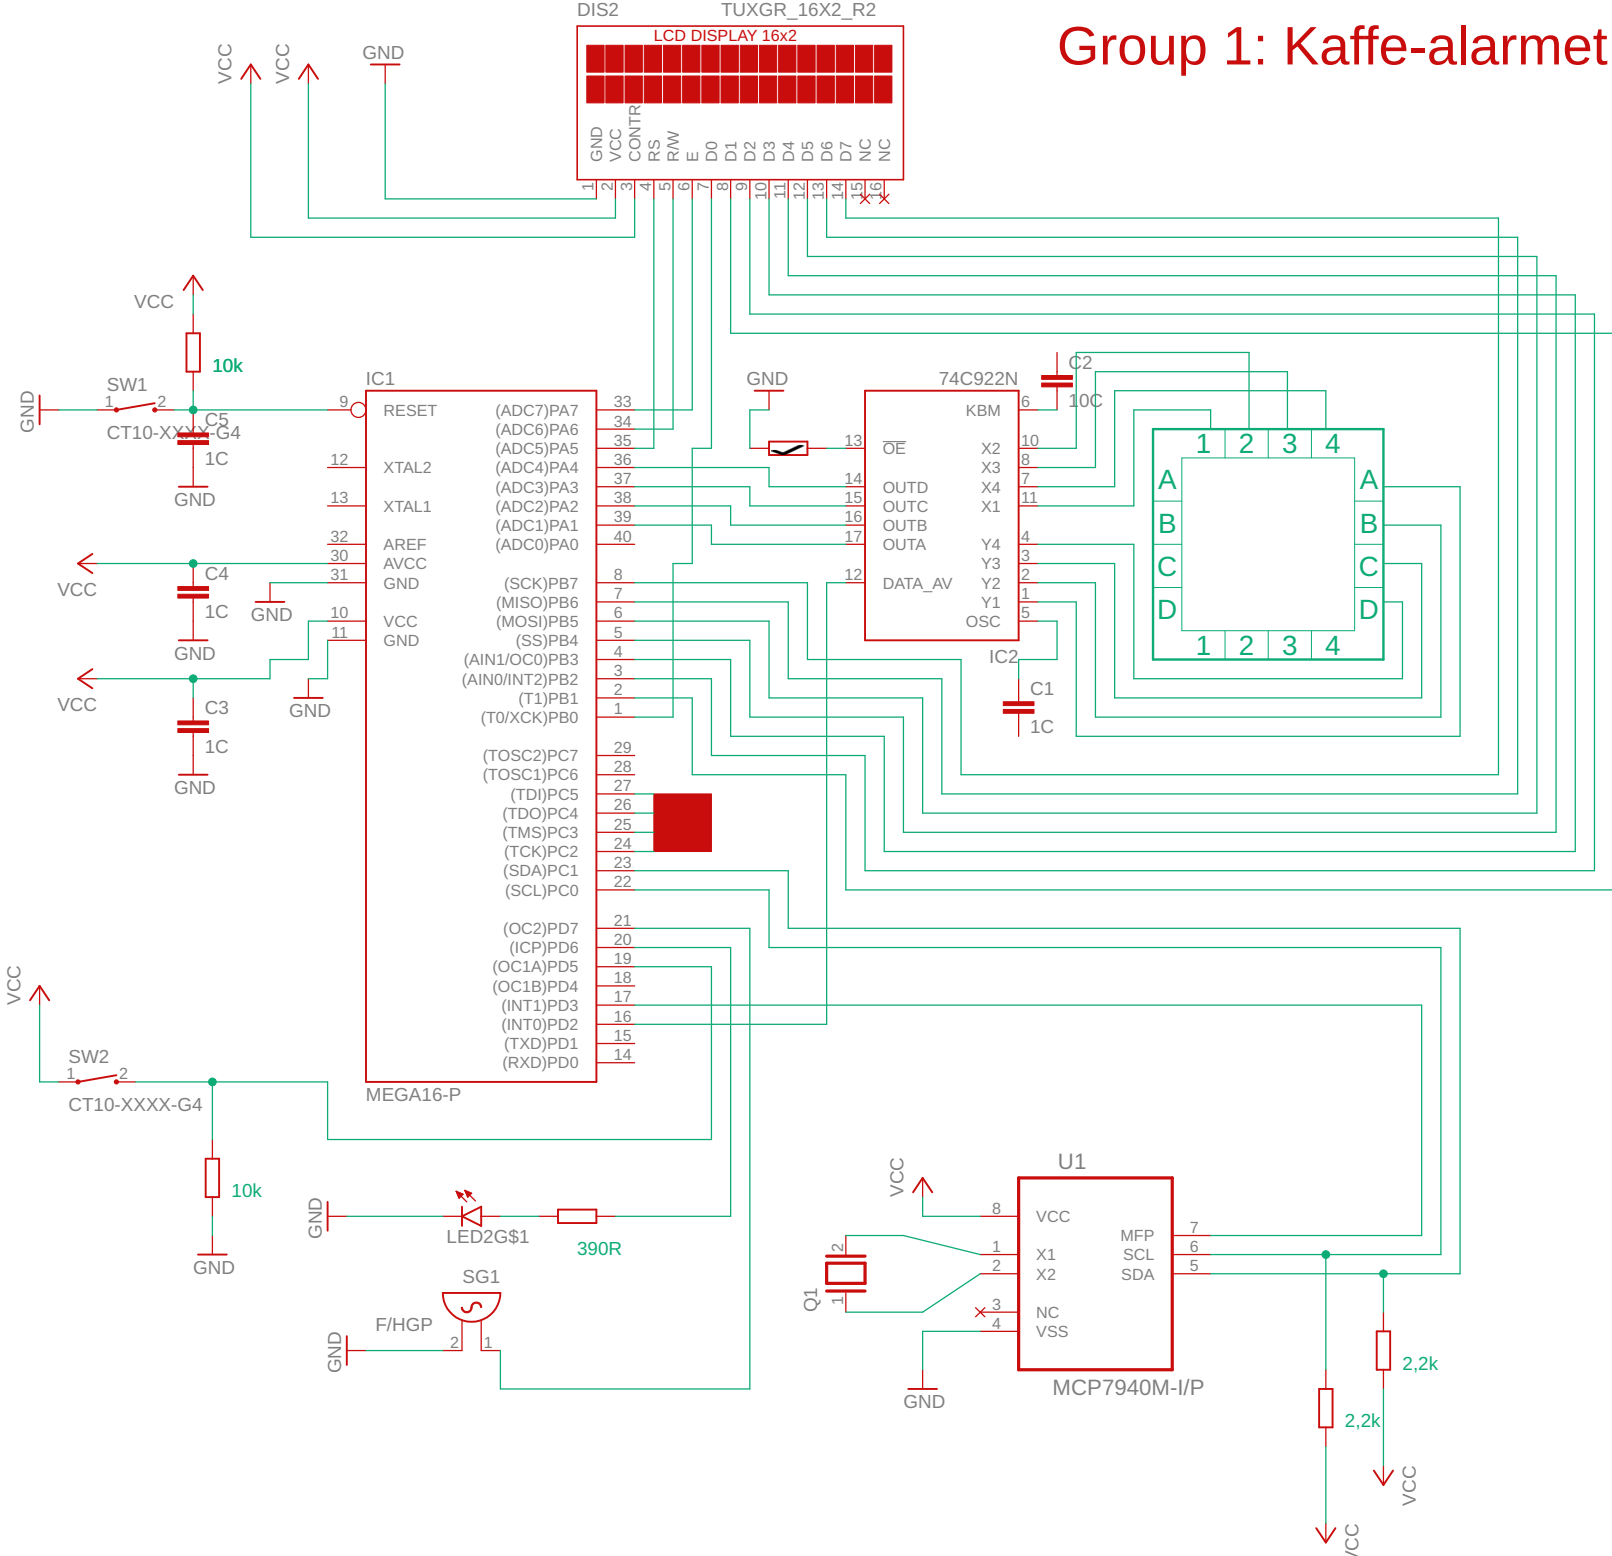 DIS2
TUXGR_16X2_R2
Group 1: Kaffe-alarmet
LCD DISPLAY 16x2
VCC
VCC
GND
GND
VCC
CONTR
RS
R/W
E
D0
D1
D2
D3
D4
D5
D6
D7
NC
NC
1
2
3
4
5
6
7
8
9
10
11
12
13
14
15
16
VCC
10k
GND
SW1
1
2
CT10-XXXX-G4
C5
1C
GND
VCC
C4
1C
GND
GND
VCC
C3
1C
GND
GND
IC1
9 RESET
12 XTAL2
13 XTAL1
32 AREF
30 AVCC
31 GND
10 VCC
11 GND
(ADC7)PA7 33
(ADC6)PA6 34
(ADC5)PA5 35
(ADC4)PA4 36
(ADC3)PA3 37
(ADC2)PA2 38
(ADC1)PA1 39
(ADC0)PA0 40
(SCK)PB7 8
(MISO)PB6 7
(MOSI)PB5 6
(SS)PB4 5
(AIN1/OC0)PB3 4
(AIN0/INT2)PB2 3
(T1)PB1 2
(T0/XCK)PB0 1
(TOSC2)PC7 29
(TOSC1)PC6 28
(TDI)PC5 27
(TDO)PC4 26
(TMS)PC3 25
(TCK)PC2 24
(SDA)PC1 23
(SCL)PC0 22
(OC2)PD7 21
(ICP)PD6 20
(OC1A)PD5 19
(OC1B)PD4 18
(INT1)PD3 17
(INT0)PD2 16
(TXD)PD1 15
(RXD)PD0 14
MEGA16-P
GND
74C922N
13 OE
14 OUTD
15 OUTC
16 OUTB
17 OUTA
12 DATA_AV
KBM 6
X2 10
X3 8
X4 7
X1 11
Y4 4
Y3 3
Y2 2
Y1 1
OSC 5
IC2
C2
10C
C1
1C
1 2 3 4
A A
B B
C C
D D
1 2 3 4
VCC
SW2
1
2
CT10-XXXX-G4
10k
GND
GND
LED2G$1
390R
SG1
F/HGP
GND
2
1
U1
VCC
8 VCC
1 X1
2 X2
3 NC
4 VSS
MFP 7
SCL 6
SDA 5
MCP7940M-I/P
Q1
2
1
GND
2,2k
2,2k
VCC
VCC